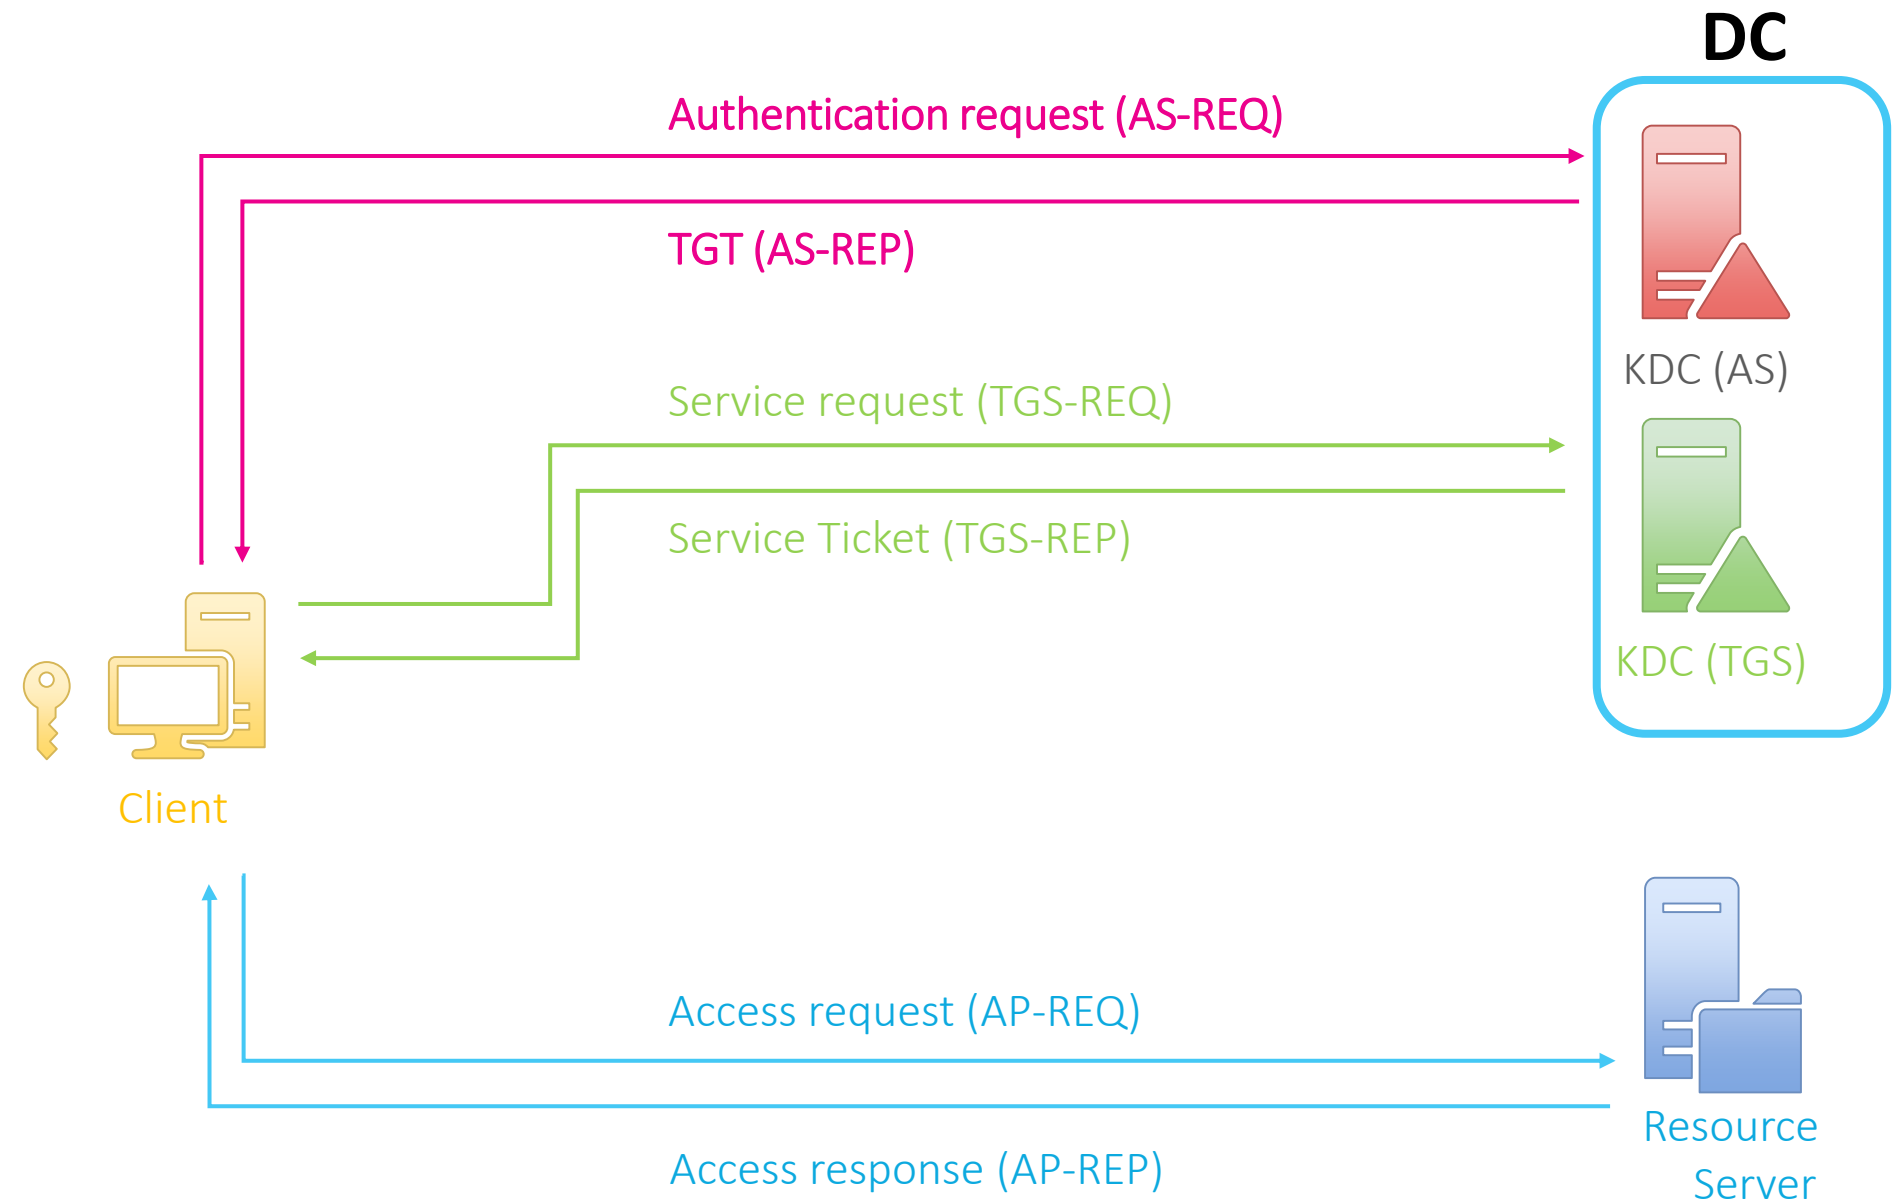 DC
Authentication request (AS-REQ)
TGT (AS-REP)
KDC (AS)
Service request (TGS-REQ)
Service Ticket (TGS-REP)
KDC (TGS)
Client
Access request (AP-REQ)
Access response (AP-REP)
Resource
Server